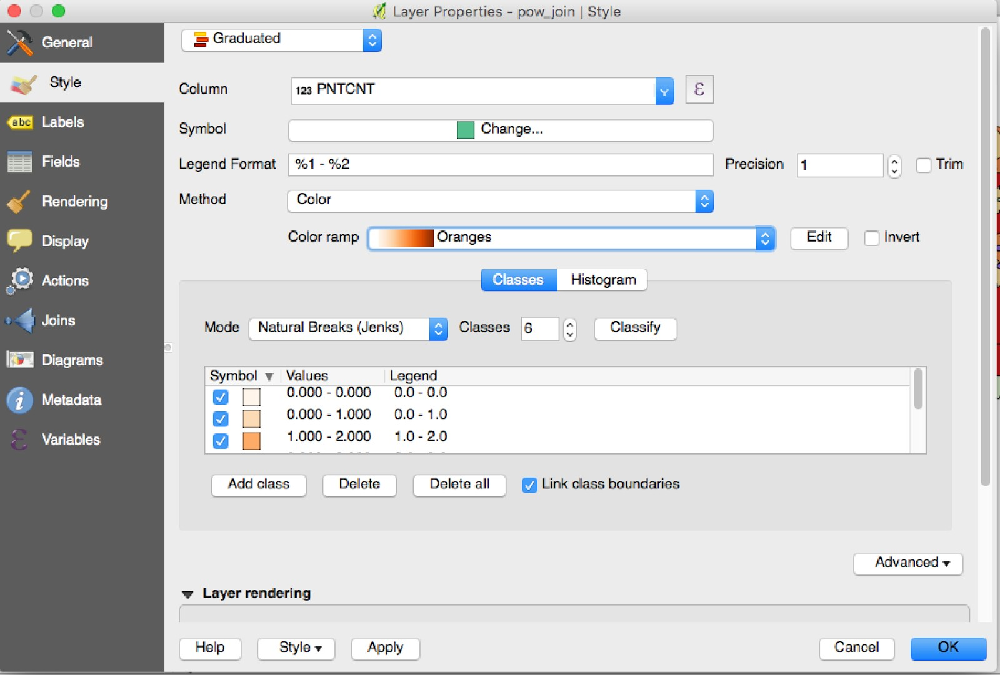 Layer Properties - pow_join | Style
General
Style
Labels
abc
Fields
Rendering
Display
Actions
Joins
Diagrams
Metadata
Variables
Graduated
Column
123 PNTCNT
ε
Symbol
Change...
Legend Format
%1 - %2
Precision
1
Trim
Method
Color
Color ramp
Oranges
Edit
Invert
Classes
Histogram
Mode
Natural Breaks (Jenks)
Classes
6
Classify
Symbol
Values
Legend
0.000 - 0.000
0.0 - 0.0
0.000 - 1.000
0.0 - 1.0
1.000 - 2.000
1.0 - 2.0
Add class
Delete
Delete all
Link class boundaries
Advanced
Layer rendering
Help
Style
Apply
Cancel
OK